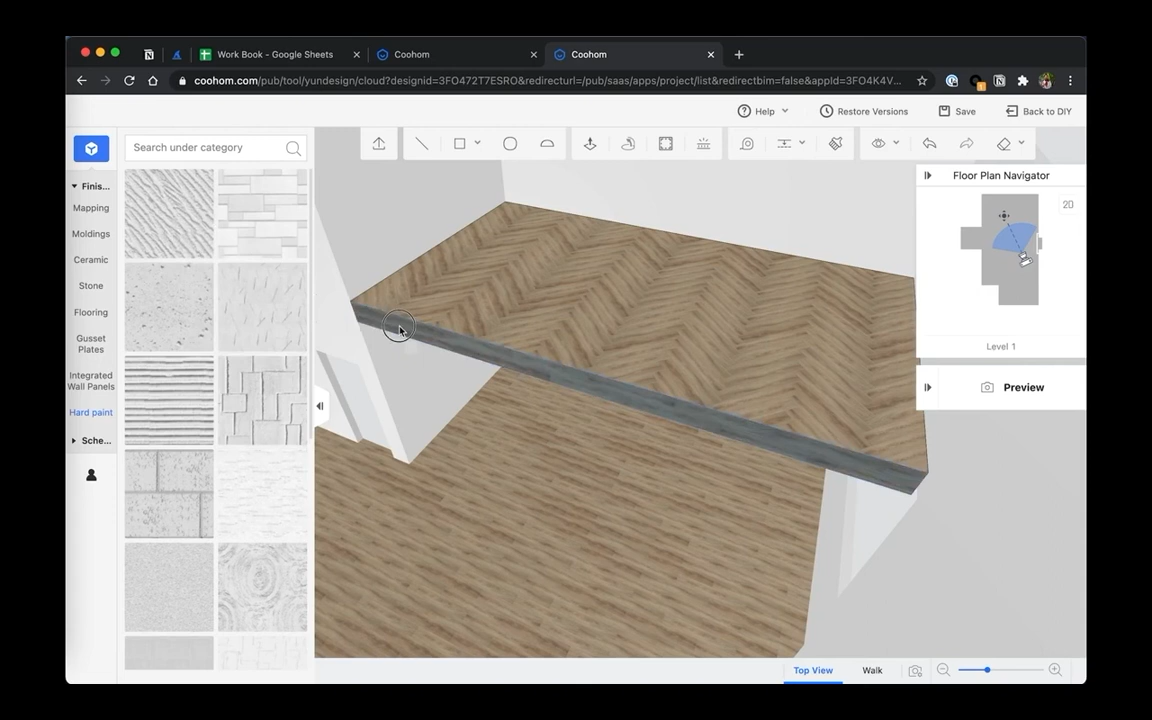 Work Book - Google Sheets
Coohom
Coohom
coohom.com/pub/tool/yundesign/cloud?designid=3FO472T7ESRO&redirecturl=/pub/saas/apps/project/list&redirectbim=false&appId=3FO4K4V...
Help
Restore Versions
Save
Back to DIY
Search under category
Finis...
Mapping
Moldings
Ceramic
Stone
Flooring
Gusset
Plates
Integrated
Wall Panels
Hard paint
Sche...
Floor Plan Navigator
2D
Level 1
Preview
Top View
Walk